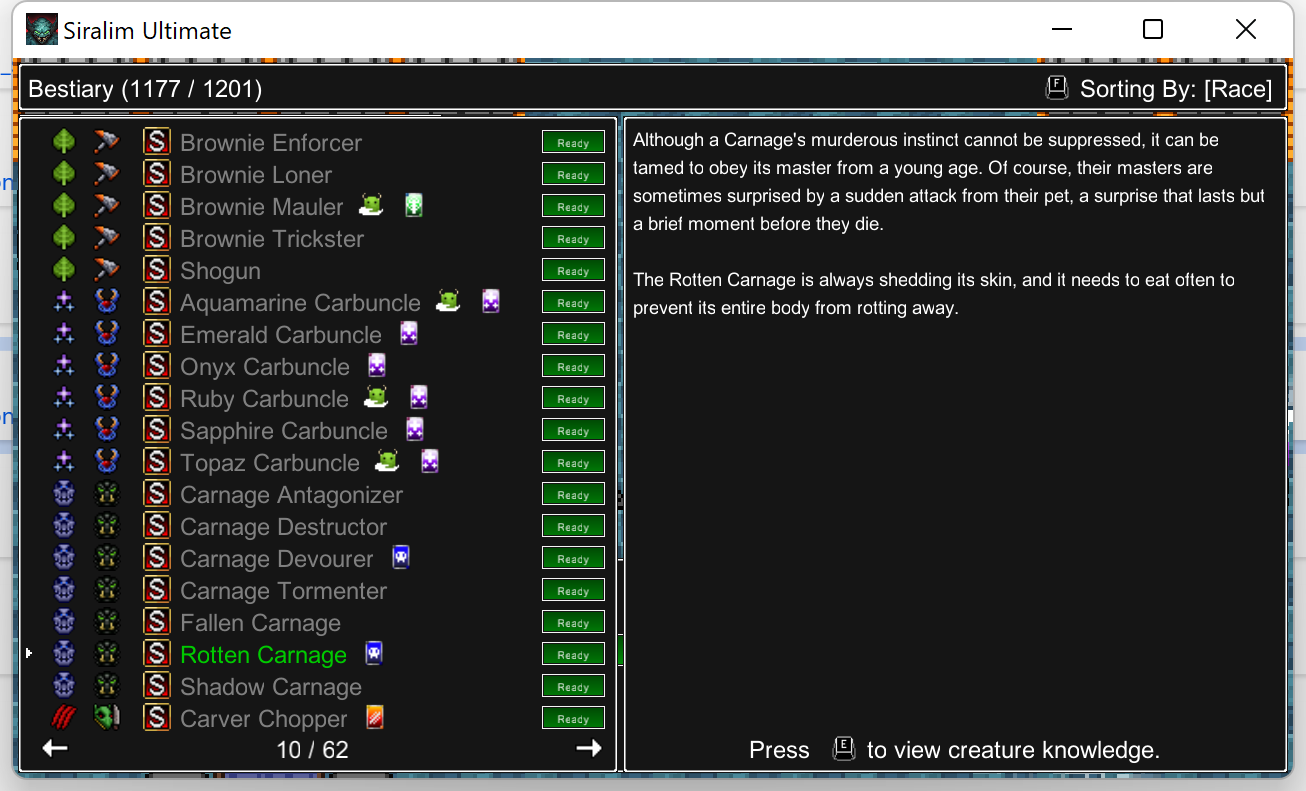 Siralim Ultimate
Bestiary (1177 / 1201)
F Sorting By: [Race]
S Brownie Enforcer Ready
S Brownie Loner Ready
S Brownie Mauler Ready
S Brownie Trickster Ready
S Shogun Ready
S Aquamarine Carbuncle Ready
S Emerald Carbuncle Ready
S Onyx Carbuncle Ready
S Ruby Carbuncle Ready
S Sapphire Carbuncle Ready
S Topaz Carbuncle Ready
S Carnage Antagonizer Ready
S Carnage Destructor Ready
S Carnage Devourer Ready
S Carnage Tormenter Ready
S Fallen Carnage Ready
S Rotten Carnage Ready
S Shadow Carnage Ready
S Carver Chopper Ready
10 / 62
Although a Carnage's murderous instinct cannot be suppressed, it can be
tamed to obey its master from a young age. Of course, their masters are
sometimes surprised by a sudden attack from their pet, a surprise that lasts but
a brief moment before they die.
The Rotten Carnage is always shedding its skin, and it needs to eat often to
prevent its entire body from rotting away.
Press E to view creature knowledge.